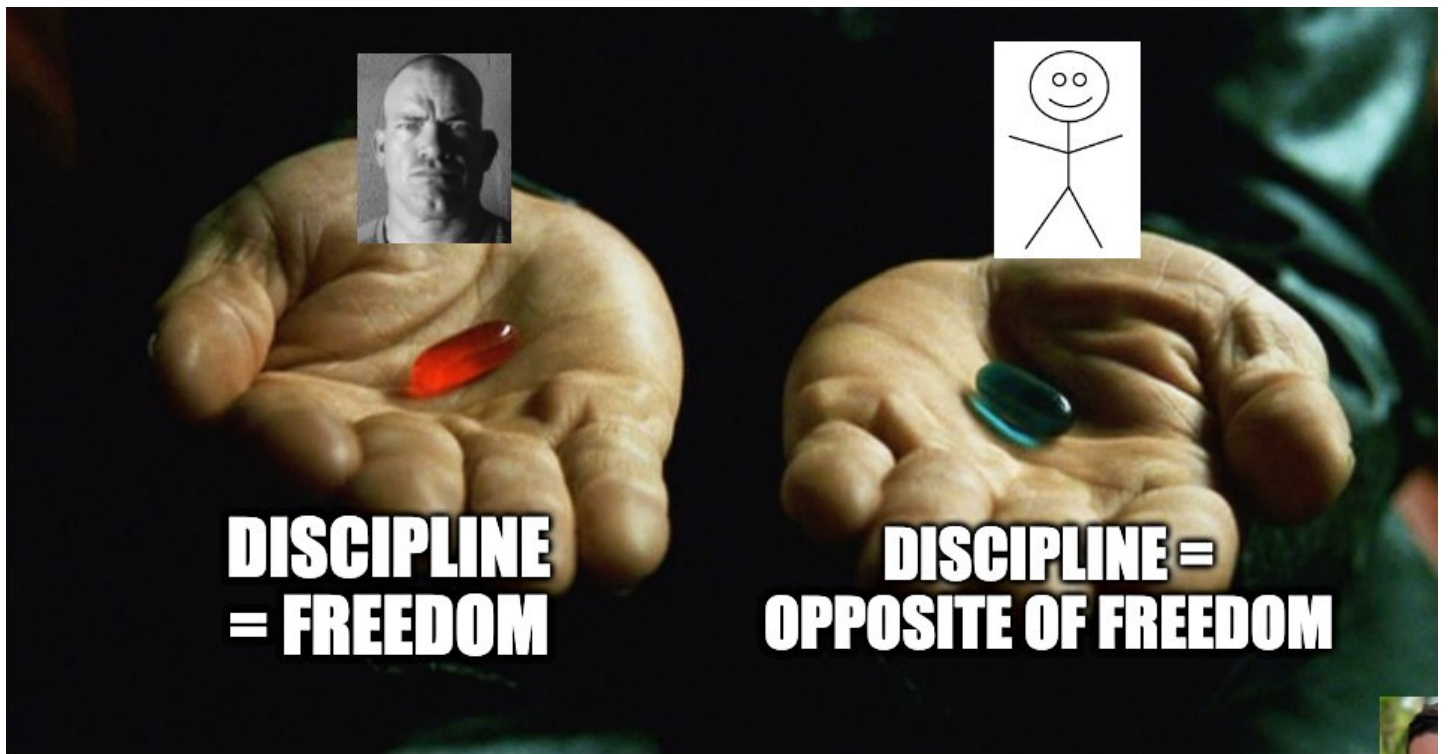 DISCIPLINE
= FREEDOM
DISCIPLINE =
OPPOSITE OF FREEDOM